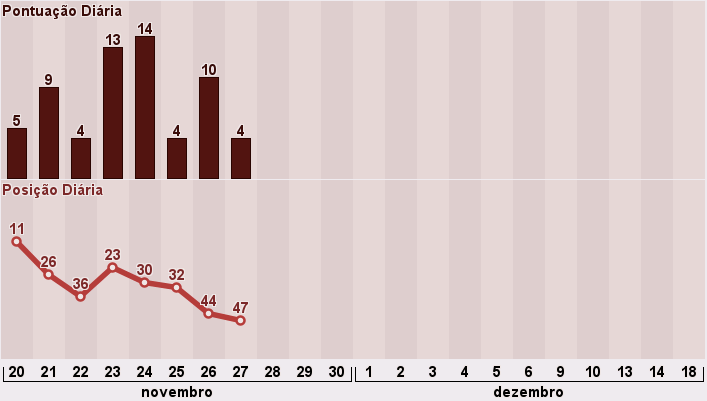 Pontuação Diária
5 9 4 13 14 4 10 4
Posição Diária
11 26 36 23 30 32 44 47
20 21 22 23 24 25 26 27 28 29 30 1 2 3 4 5 6 9 10 13 14 18
novembro dezembro